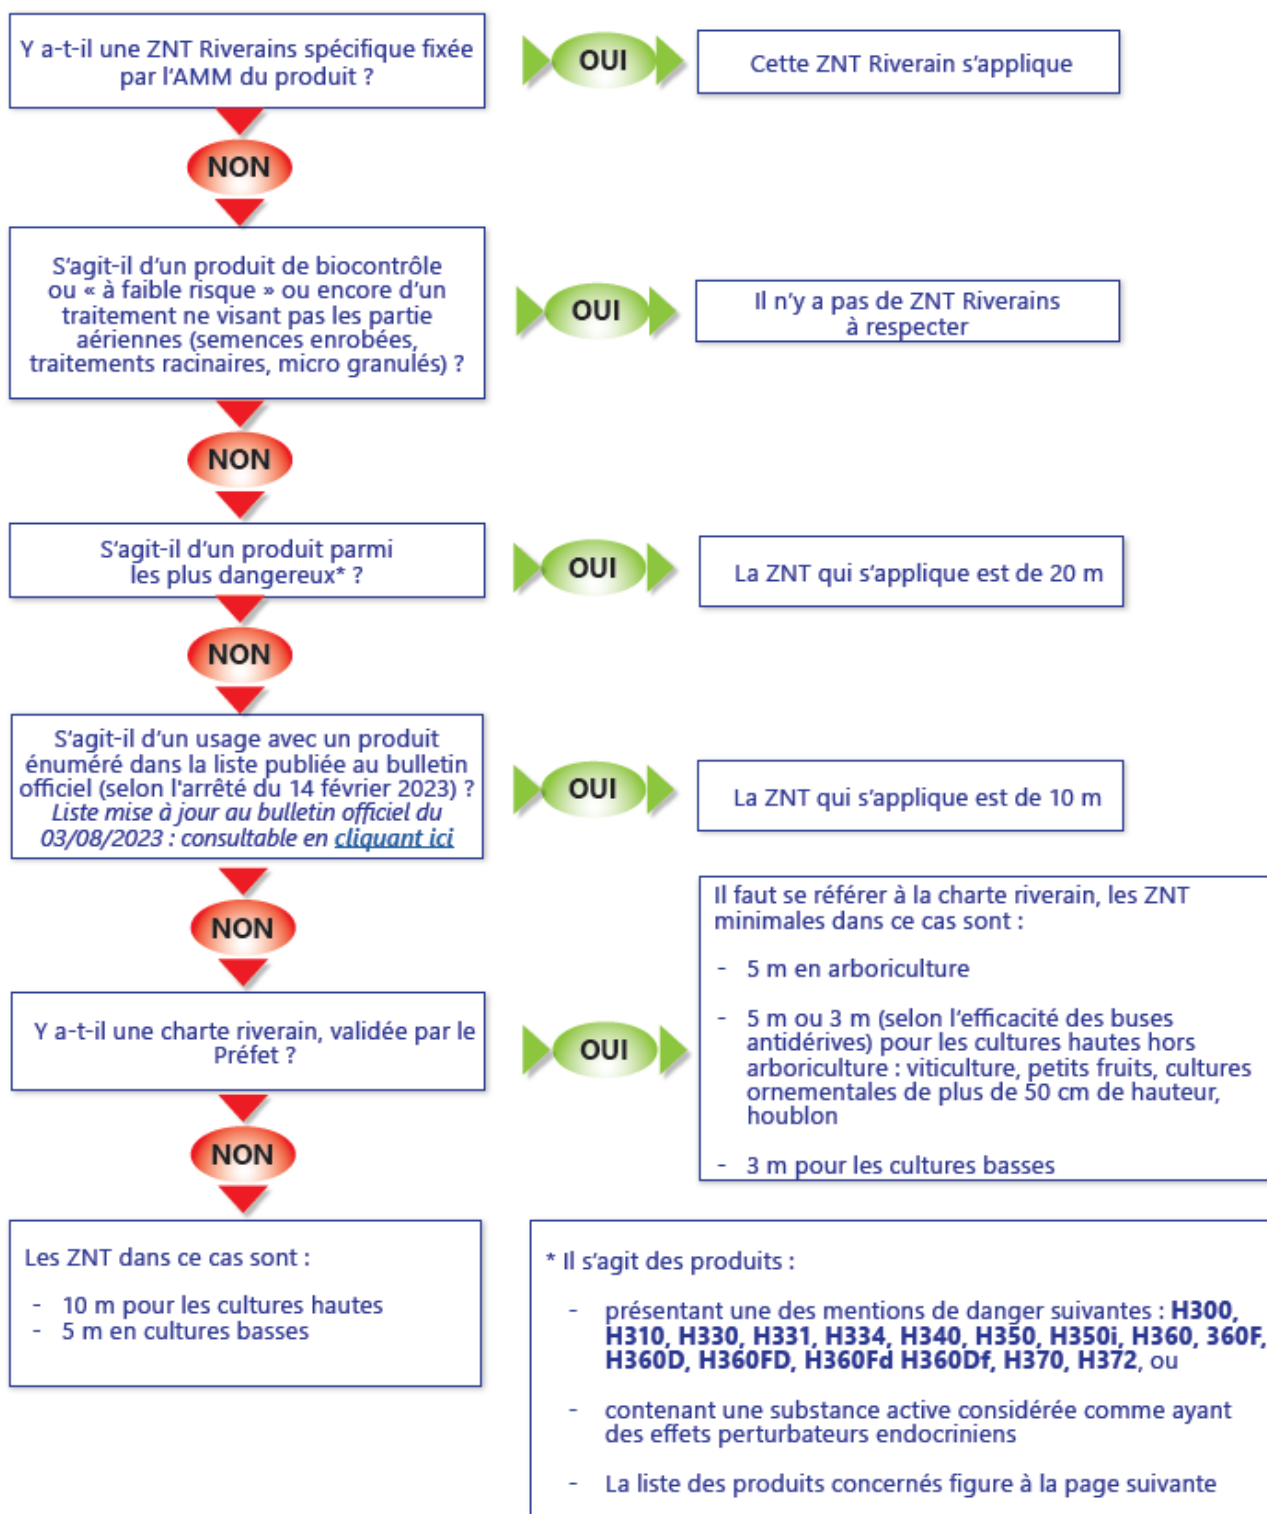 Y a-t-il une ZNT Riverains spécifique fixée
par l'AMM du produit ?
OUI
Cette ZNT Riverain s'applique
NON
S'agit-il d'un produit de biocontrôle
ou « à faible risque » ou encore d'un
traitement ne visant pas les partie
aériennes (semences enrobées,
traitements racinaires, micro granulés) ?
OUI
Il n'y a pas de ZNT Riverains
à respecter
NON
S'agit-il d'un produit parmi
les plus dangereux* ?
OUI
La ZNT qui s'applique est de 20 m
NON
S'agit-il d'un usage avec un produit
énuméré dans la liste publiée au bulletin
officiel (selon l'arrêté du 14 février 2023) ?
Liste mise à jour au bulletin officiel du
03/08/2023 : consultable en cliquant ici
OUI
La ZNT qui s'applique est de 10 m
NON
Y a-t-il une charte riverain, validée par le
Préfet ?
OUI
Il faut se référer à la charte riverain, les ZNT
minimales dans ce cas sont :
- 5 m en arboriculture
- 5 m ou 3 m (selon l'efficacité des buses
antidérives) pour les cultures hautes hors
arboriculture : viticulture, petits fruits, cultures
ornementales de plus de 50 cm de hauteur,
houblon
- 3 m pour les cultures basses
NON
Les ZNT dans ce cas sont :
- 10 m pour les cultures hautes
- 5 m en cultures basses
* Il s'agit des produits :
- présentant une des mentions de danger suivantes : H300,
H310, H330, H331, H334, H340, H350, H350i, H360, 360F,
H360D, H360FD, H360Fd H360Df, H370, H372, ou
- contenant une substance active considérée comme ayant
des effets perturbateurs endocriniens
- La liste des produits concernés figure à la page suivante